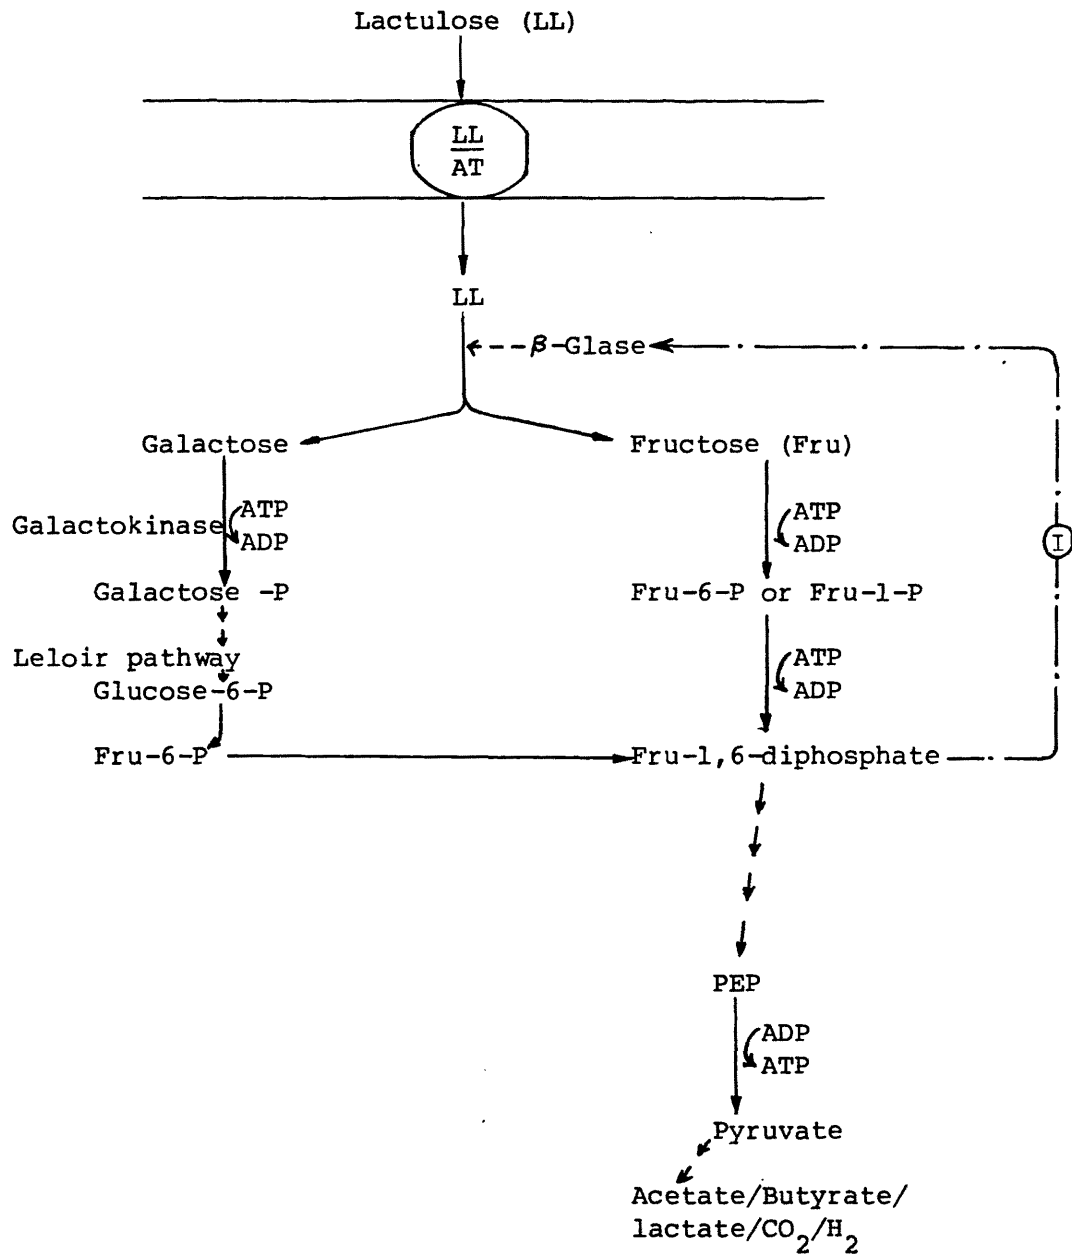 Lactulose (LL)
LL
AT
LL
β-Glase
Galactose
Fructose (Fru)
ATP
Galactokinase
ADP
ATP
ADP
I
Galactose -P
Fru-6-P or Fru-1-P
Leloir pathway
Glucose-6-P
ATP
ADP
Fru-6-P
Fru-1,6-diphosphate
PEP
ADP
ATP
Pyruvate
Acetate/Butyrate/
lactate/CO2/H2